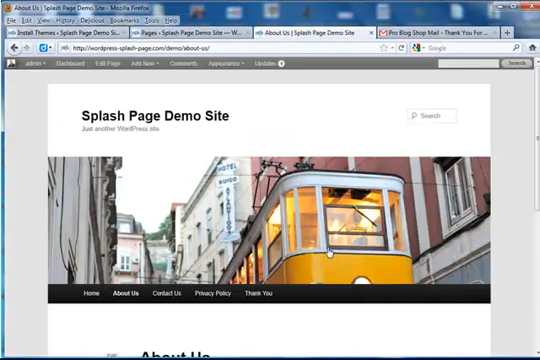 About Us | Splash Page Demo Site - Mozilla Firefox
File Edit View History Delicious Bookmarks Tools Help
Install Themes ‹ Splash Page Demo Si...
Pages ‹ Splash Page Demo Site — W...
About Us | Splash Page Demo Site
Pro Blog Shop Mail - Thank You For ...
http://wordpress-splash-page.com/demo/about-us/
Google
admin Dashboard Edit Page Add New Comments Appearance Updates
Search
Splash Page Demo Site
Just another WordPress site
Search
HOTEL
Home About Us Contact Us Privacy Policy Thank You
About Us